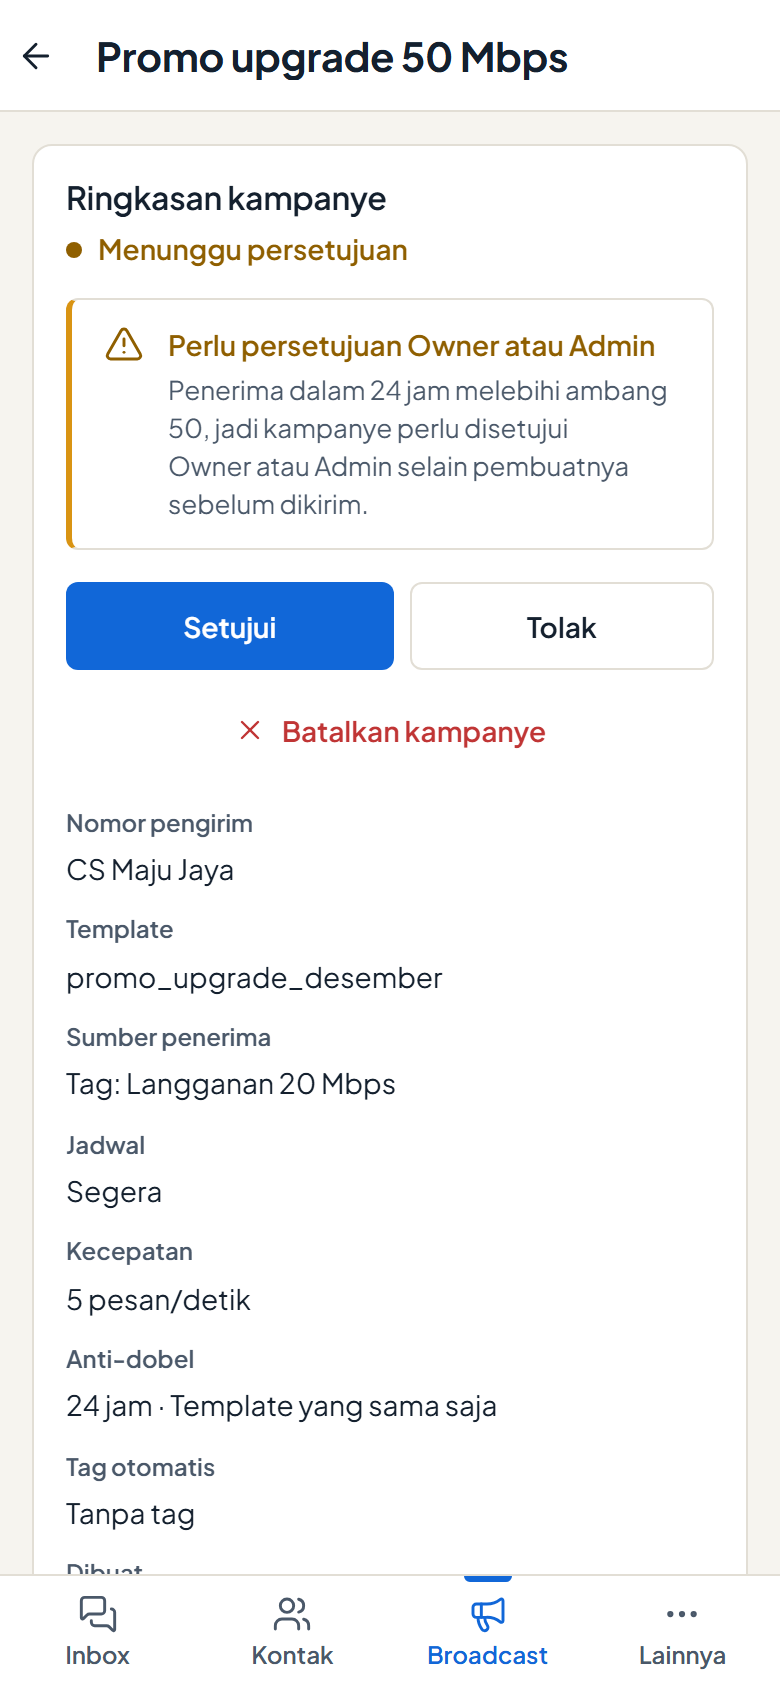 Promo upgrade 50 Mbps
Ringkasan kampanye
Menunggu persetujuan
Perlu persetujuan Owner atau Admin
Penerima dalam 24 jam melebihi ambang
50, jadi kampanye perlu disetujui
Owner atau Admin selain pembuatnya
sebelum dikirim.
Setujui
Tolak
Batalkan kampanye
Nomor pengirim
CS Maju Jaya
Template
promo_upgrade_desember
Sumber penerima
Tag: Langganan 20 Mbps
Jadwal
Segera
Kecepatan
5 pesan/detik
Anti-dobel
24 jam · Template yang sama saja
Tag otomatis
Tanpa tag
Dibuat
Inbox
Kontak
Broadcast
Lainnya